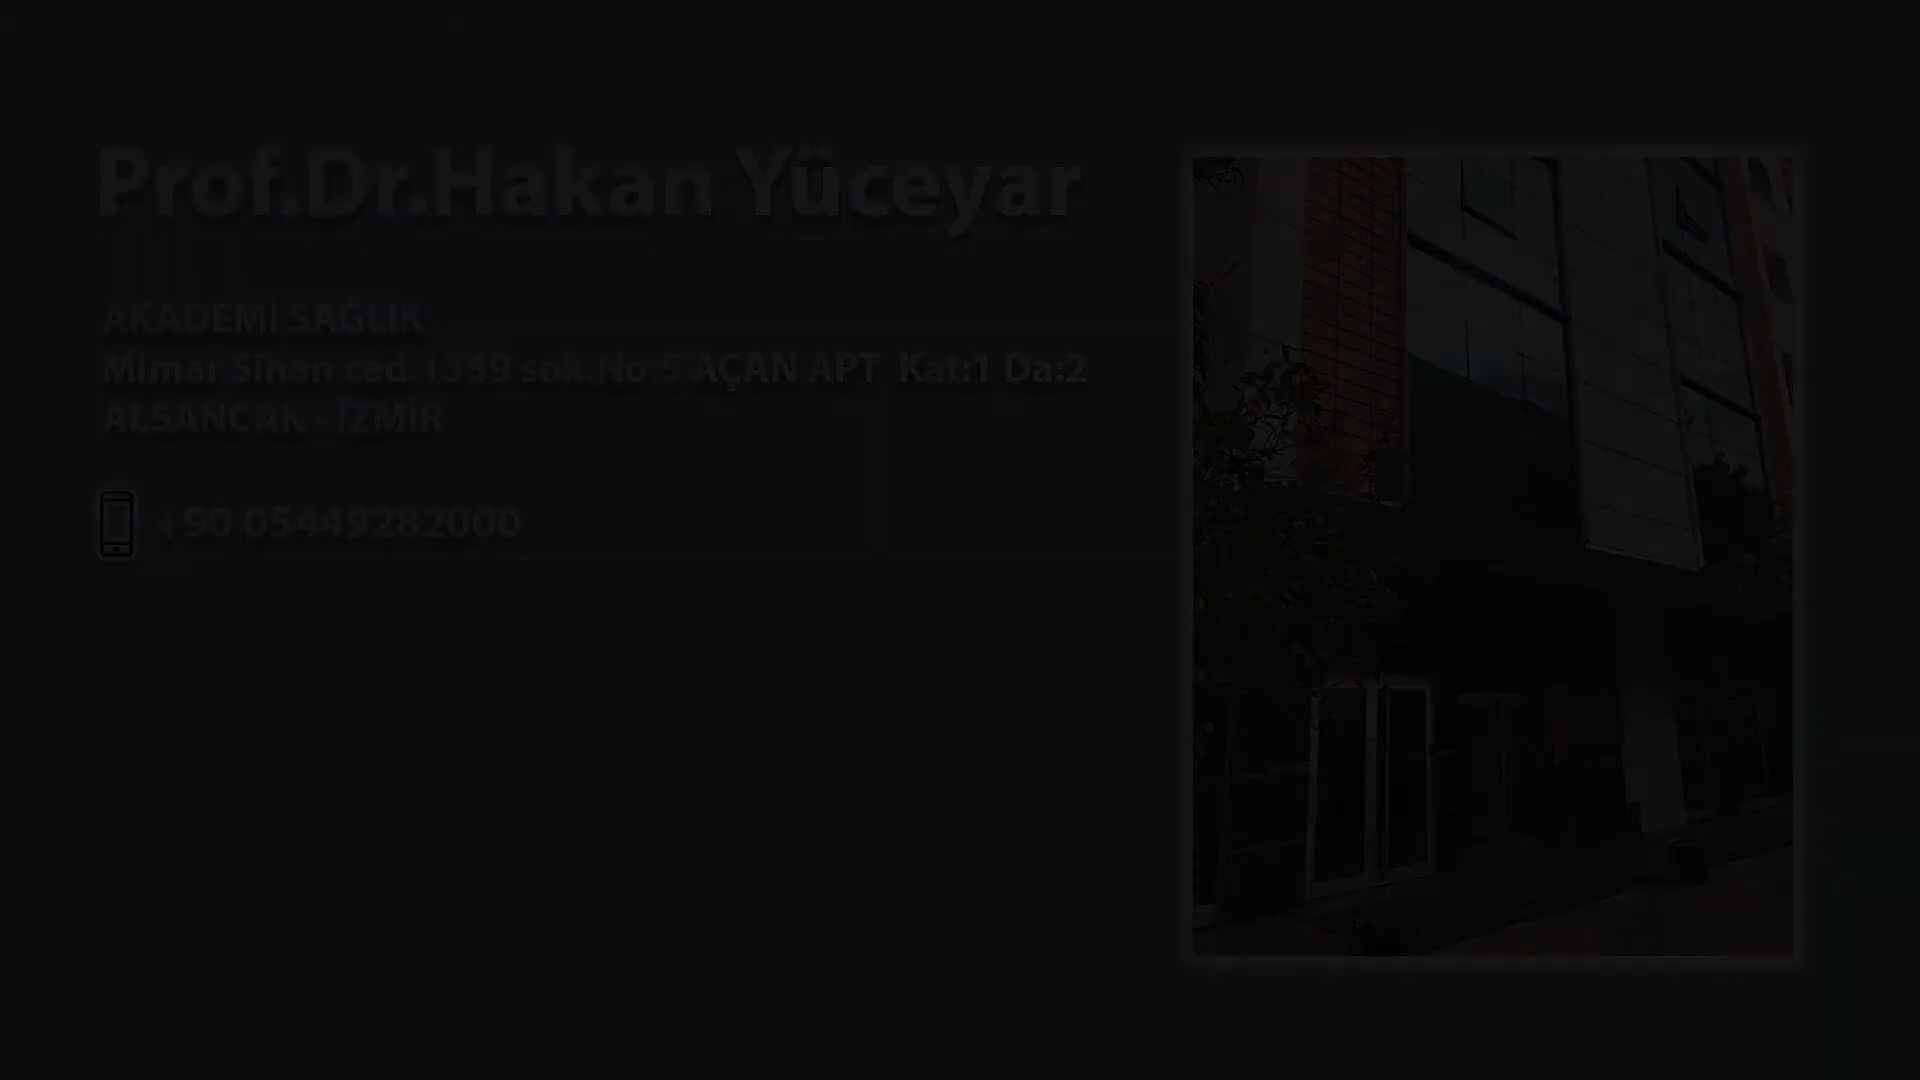 Prof.Dr.Hakan Yüceyar
AKADEMİ SAĞLIK
Mimar Sinan cad.1359 sok.No:5 AÇAN APT Kat:1 Da:2
ALSANCAK - İZMİR
+90 05449282000